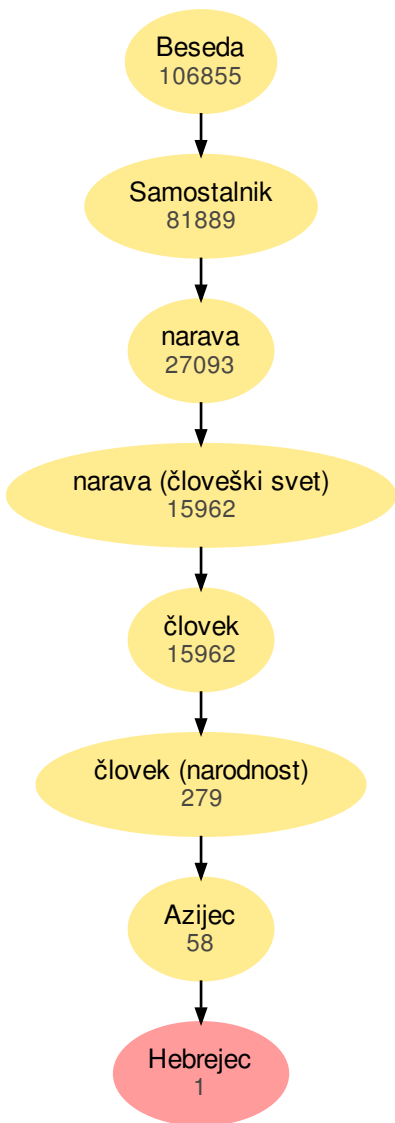 Beseda
106855
Samostalnik
81889
narava
27093
narava (človeški svet)
15962
človek
15962
človek (narodnost)
279
Azijec
58
Hebrejec
1